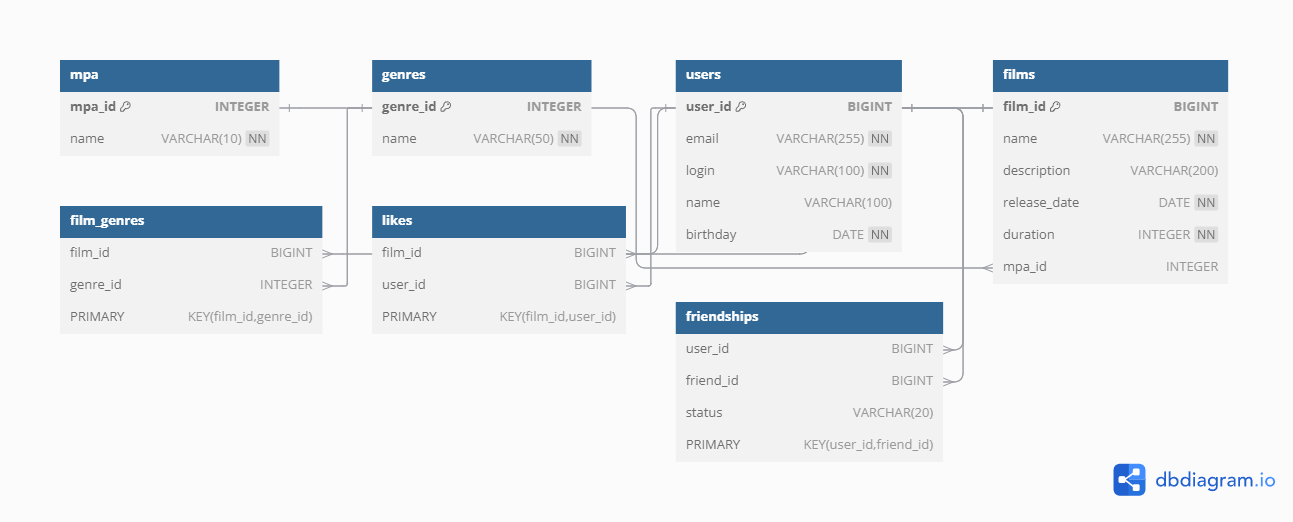 mpa
mpa_id INTEGER
name VARCHAR(10) NN
genres
genre_id INTEGER
name VARCHAR(50) NN
users
user_id BIGINT
email VARCHAR(255) NN
login VARCHAR(100) NN
name VARCHAR(100)
birthday DATE NN
films
film_id BIGINT
name VARCHAR(255) NN
description VARCHAR(200)
release_date DATE NN
duration INTEGER NN
mpa_id INTEGER
film_genres
film_id BIGINT
genre_id INTEGER
PRIMARY KEY(film_id,genre_id)
likes
film_id BIGINT
user_id BIGINT
PRIMARY KEY(film_id,user_id)
friendships
user_id BIGINT
friend_id BIGINT
status VARCHAR(20)
PRIMARY KEY(user_id,friend_id)
dbdiagram.io